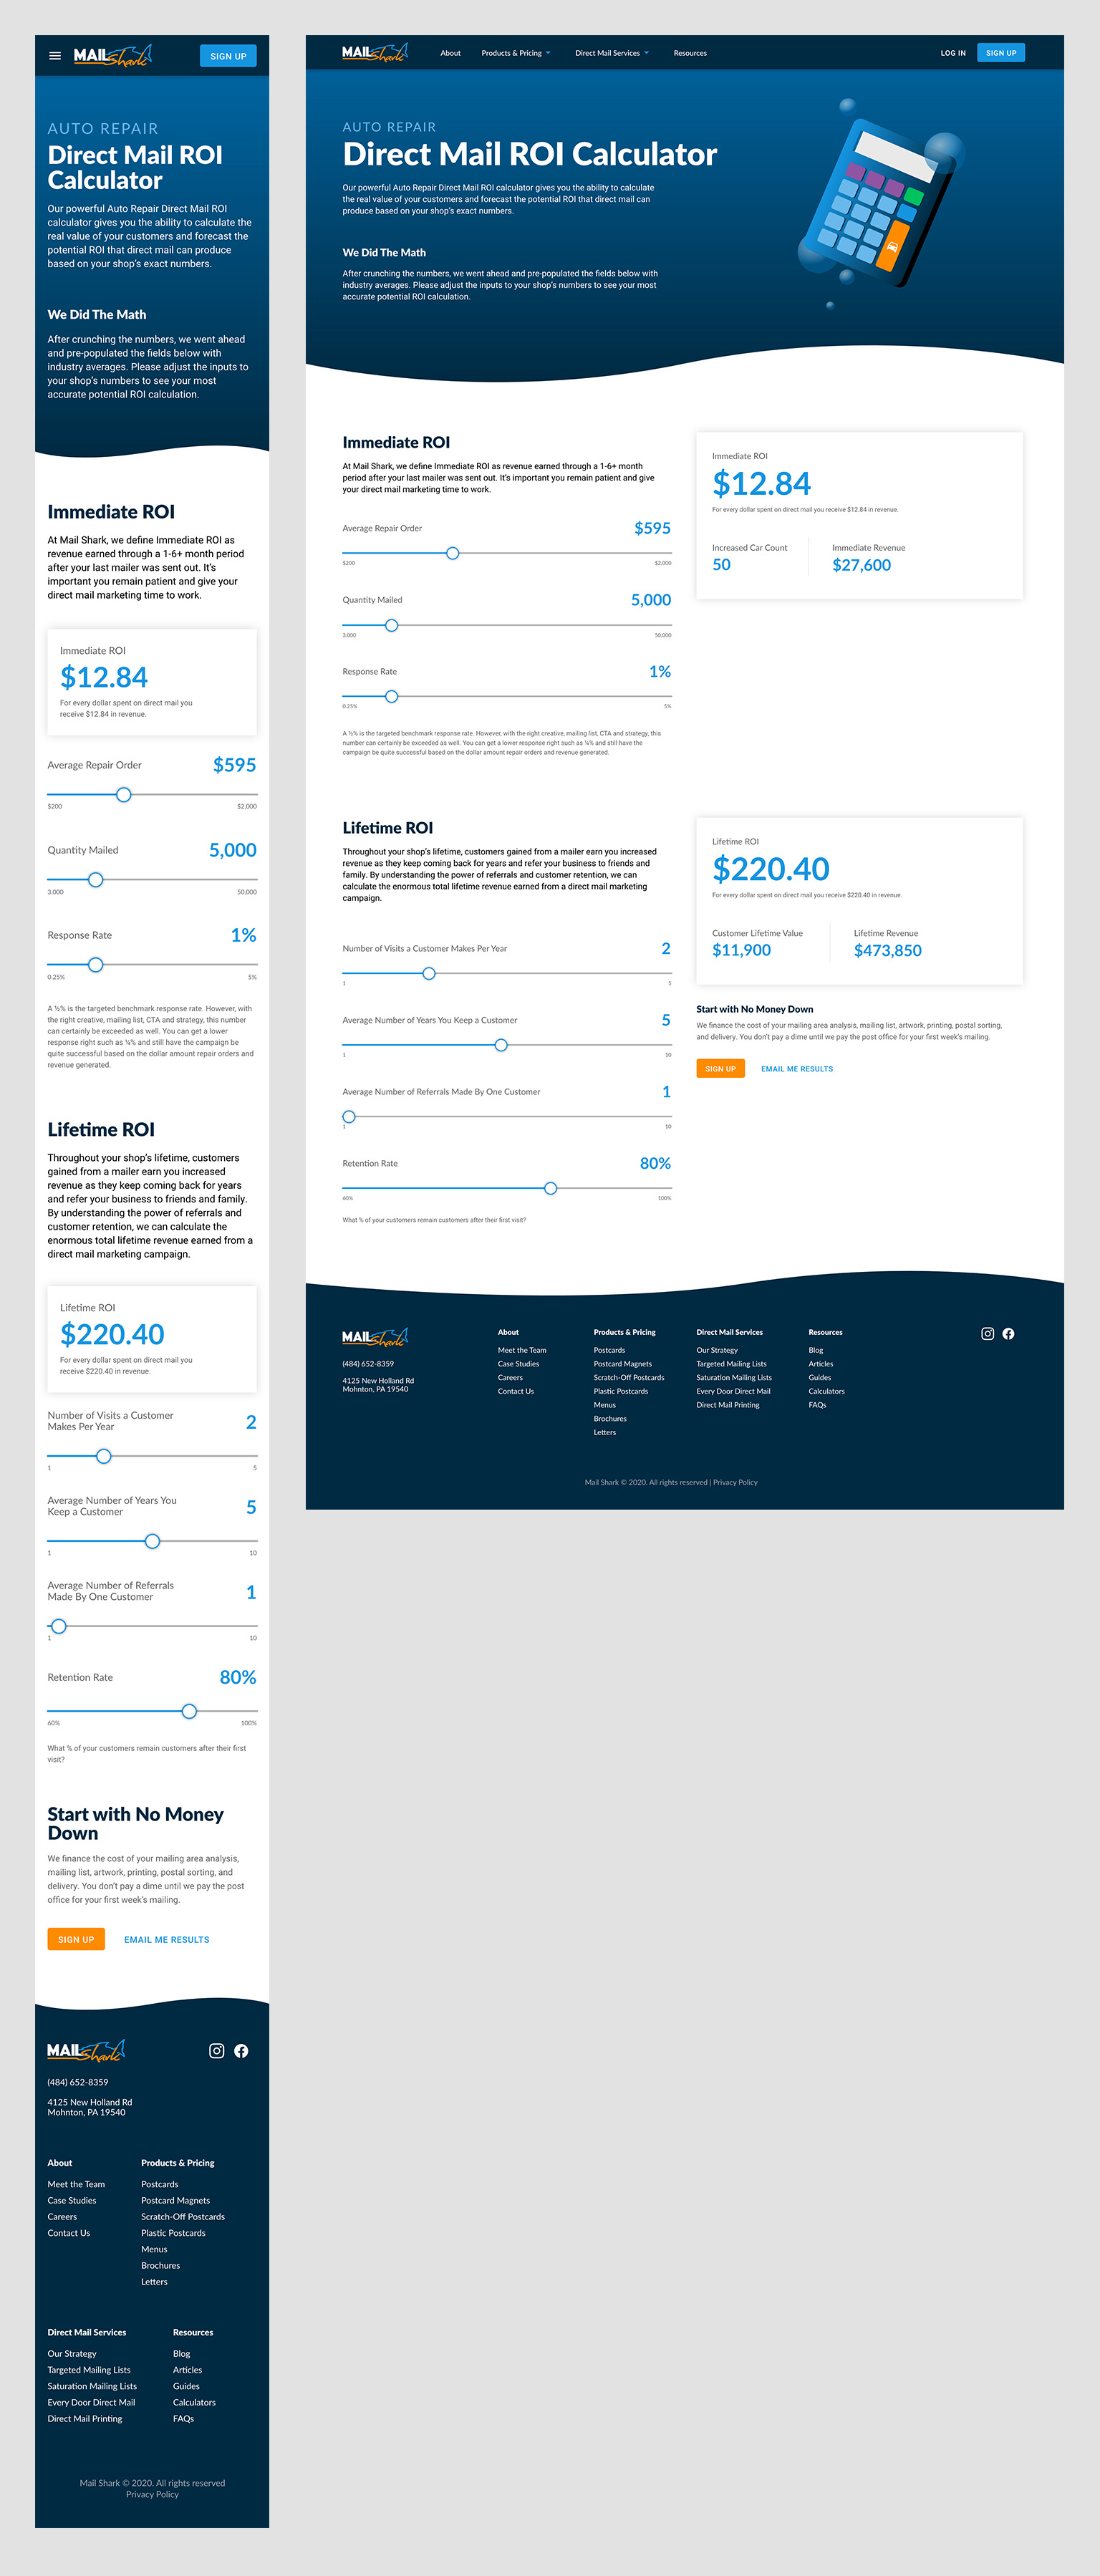 MAIL Shark
SIGN UP
AUTO REPAIR
Direct Mail ROI
Calculator
Our powerful Auto Repair Direct Mail ROI
calculator gives you the ability to calculate the
real value of your customers and forecast the
potential ROI that direct mail can produce
based on your shop's exact numbers.
We Did The Math
After crunching the numbers, we went ahead
and pre-populated the fields below with
industry averages. Please adjust the inputs to
your shop's numbers to see your most
accurate potential ROI calculation.
Immediate ROI
At Mail Shark, we define Immediate ROI as
revenue earned through a 1-6+ month period
after your last mailer was sent out. It's
important you remain patient and give your
direct mail marketing time to work.
Immediate ROI
$12.84
For every dollar spent on direct mail you
receive $12.84 in revenue.
Average Repair Order $595
$200 $2,000
Quantity Mailed 5,000
3,000 50,000
Response Rate 1%
0.25% 5%
A ½% is the targeted benchmark response rate. However, with
the right creative, mailing list, CTA and strategy, this number
can certainly be exceeded as well. You can get a lower
response right such as ¼% and still have the campaign be
quite successful based on the dollar amount repair orders and
revenue generated.
Lifetime ROI
Throughout your shop's lifetime, customers
gained from a mailer earn you increased
revenue as they keep coming back for years
and refer your business to friends and family.
By understanding the power of referrals and
customer retention, we can calculate the
enormous total lifetime revenue earned from a
direct mail marketing campaign.
Lifetime ROI
$220.40
For every dollar spent on direct mail you
receive $220.40 in revenue.
Number of Visits a Customer
Makes Per Year 2
1 5
Average Number of Years You
Keep a Customer 5
1 10
Average Number of Referrals
Made By One Customer 1
1 10
Retention Rate 80%
60% 100%
What % of your customers remain customers after their first
visit?
Start with No Money
Down
We finance the cost of your mailing area analysis,
mailing list, artwork, printing, postal sorting, and
delivery. You don't pay a dime until we pay the post
office for your first week's mailing.
SIGN UP EMAIL ME RESULTS
MAIL Shark
(484) 652-8359
4125 New Holland Rd
Mohnton, PA 19540
About
Meet the Team
Case Studies
Careers
Contact Us
Products & Pricing
Postcards
Postcard Magnets
Scratch-Off Postcards
Plastic Postcards
Menus
Brochures
Letters
Direct Mail Services
Our Strategy
Targeted Mailing Lists
Saturation Mailing Lists
Every Door Direct Mail
Direct Mail Printing
Resources
Blog
Articles
Guides
Calculators
FAQs
Mail Shark © 2020. All rights reserved
Privacy Policy
MAIL Shark About Products & Pricing Direct Mail Services Resources LOG IN SIGN UP
AUTO REPAIR
Direct Mail ROI Calculator
Our powerful Auto Repair Direct Mail ROI calculator gives you the ability to calculate
the real value of your customers and forecast the potential ROI that direct mail can
produce based on your shop's exact numbers.
We Did The Math
After crunching the numbers, we went ahead and pre-populated the fields below with
industry averages. Please adjust the inputs to your shop's numbers to see your most
accurate potential ROI calculation.
Immediate ROI
At Mail Shark, we define Immediate ROI as revenue earned through a 1-6+ month
period after your last mailer was sent out. It's important you remain patient and give
your direct mail marketing time to work.
Average Repair Order $595
$200 $2,000
Quantity Mailed 5,000
3,000 50,000
Response Rate 1%
0.25% 5%
A ½% is the targeted benchmark response rate. However, with the right creative, mailing list, CTA and strategy, this
number can certainly be exceeded as well. You can get a lower response right such as ¼% and still have the
campaign be quite successful based on the dollar amount repair orders and revenue generated.
Immediate ROI
$12.84
For every dollar spent on direct mail you receive $12.84 in revenue.
Increased Car Count
50
Immediate Revenue
$27,600
Lifetime ROI
Throughout your shop's lifetime, customers gained from a mailer earn you increased
revenue as they keep coming back for years and refer your business to friends and
family. By understanding the power of referrals and customer retention, we can
calculate the enormous total lifetime revenue earned from a direct mail marketing
campaign.
Number of Visits a Customer Makes Per Year 2
1 5
Average Number of Years You Keep a Customer 5
1 10
Average Number of Referrals Made By One Customer 1
1 10
Retention Rate 80%
60% 100%
What % of your customers remain customers after their first visit?
Lifetime ROI
$220.40
For every dollar spent on direct mail you receive $220.40 in revenue.
Customer Lifetime Value
$11,900
Lifetime Revenue
$473,850
Start with No Money Down
We finance the cost of your mailing area analysis, mailing list, artwork, printing, postal sorting,
and delivery. You don't pay a dime until we pay the post office for your first week's mailing.
SIGN UP EMAIL ME RESULTS
MAIL Shark
(484) 652-8359
4125 New Holland Rd
Mohnton, PA 19540
About
Meet the Team
Case Studies
Careers
Contact Us
Products & Pricing
Postcards
Postcard Magnets
Scratch-Off Postcards
Plastic Postcards
Menus
Brochures
Letters
Direct Mail Services
Our Strategy
Targeted Mailing Lists
Saturation Mailing Lists
Every Door Direct Mail
Direct Mail Printing
Resources
Blog
Articles
Guides
Calculators
FAQs
Mail Shark © 2020. All rights reserved | Privacy Policy